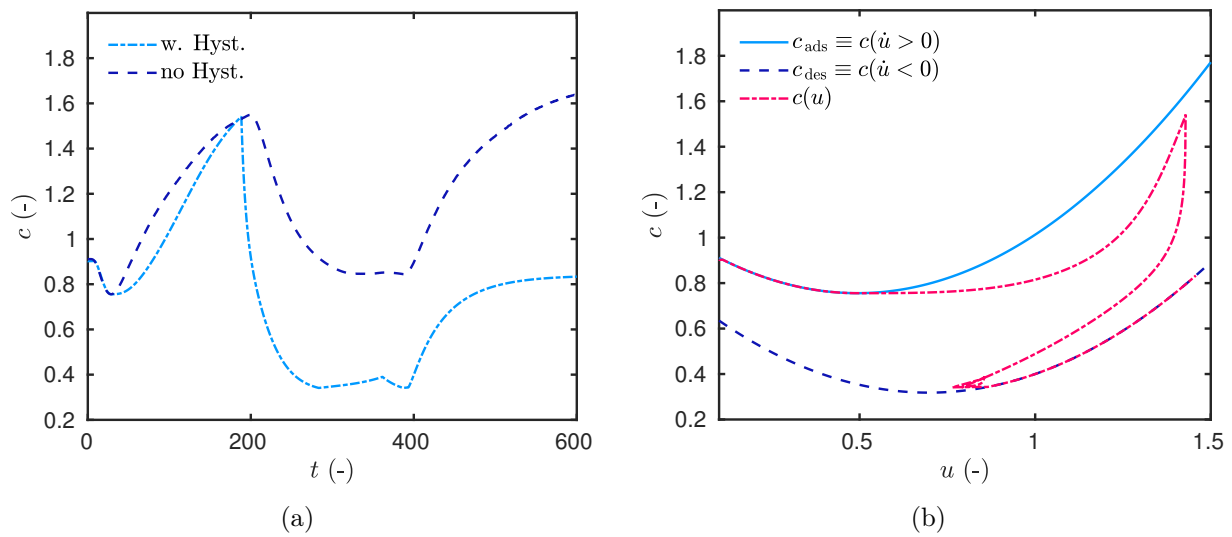 1.8
1.6
1.4
1.2
1
0.8
0.6
0.4
0.2
c (-)
w. Hyst.
no Hyst.
0 200 400 600
t (-)
(a)
1.8
1.6
1.4
1.2
1
0.8
0.6
0.4
0.2
c (-)
c_ads ≡ c(u̇ > 0)
c_des ≡ c(u̇ < 0)
c(u)
0.5 1 1.5
u (-)
(b)